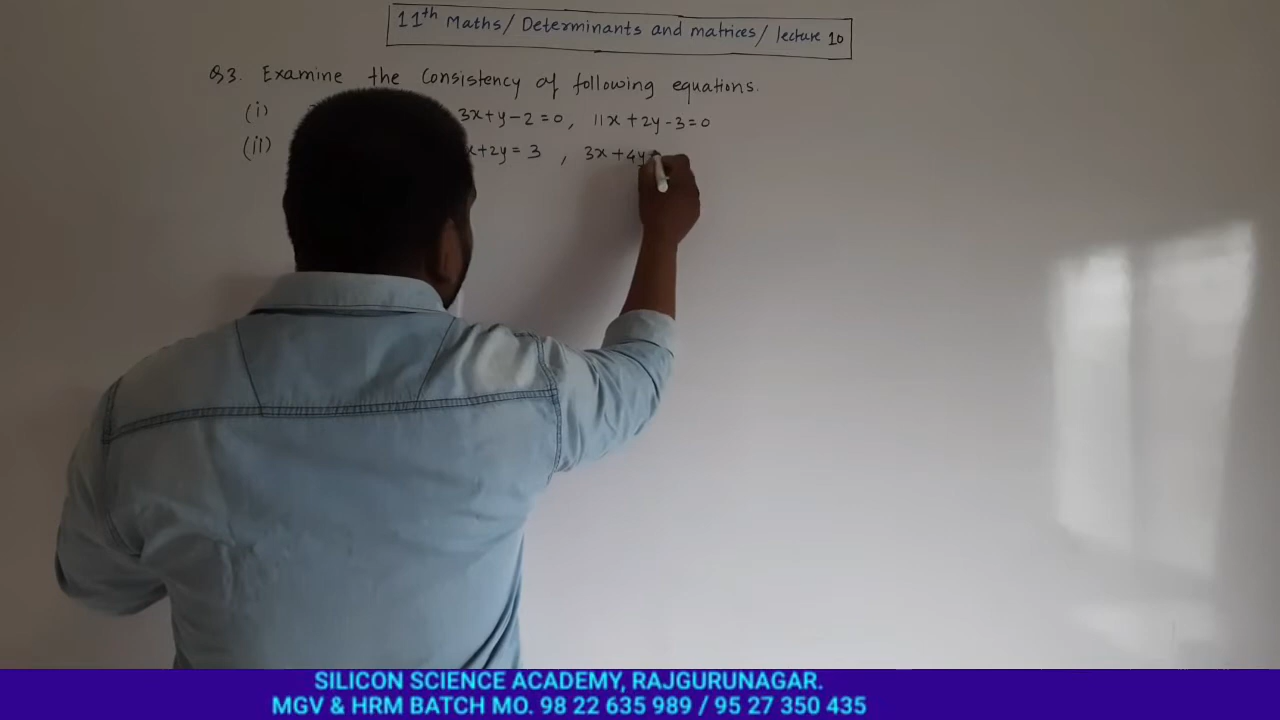 11th Maths/ Determinants and matrices/ lecture 10
Q3. Examine the Consistency of following equations.
(i) 3x+y-2=0, 11x+2y-3=0
(ii) x+2y=3 , 3x+4y
SILICON SCIENCE ACADEMY, RAJGURUNAGAR.
MGV & HRM BATCH MO. 98 22 635 989 / 95 27 350 435